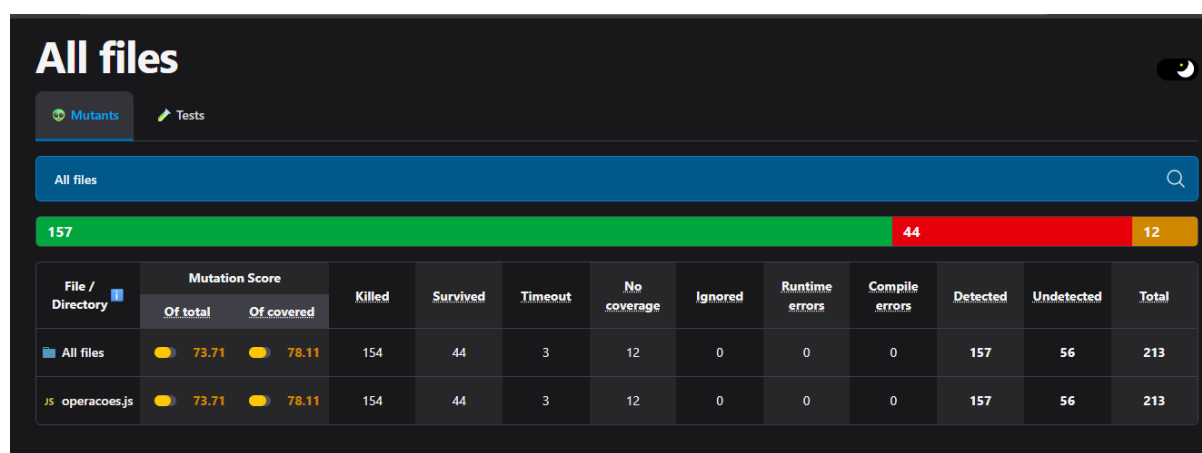 All files
Mutants Tests
All files
157 44 12
File / Directory Mutation Score Killed Survived Timeout No coverage Ignored Runtime errors Compile errors Detected Undetected Total
Of total Of covered
All files 73.71 78.11 154 44 3 12 0 0 0 157 56 213
JS operacoes.js 73.71 78.11 154 44 3 12 0 0 0 157 56 213